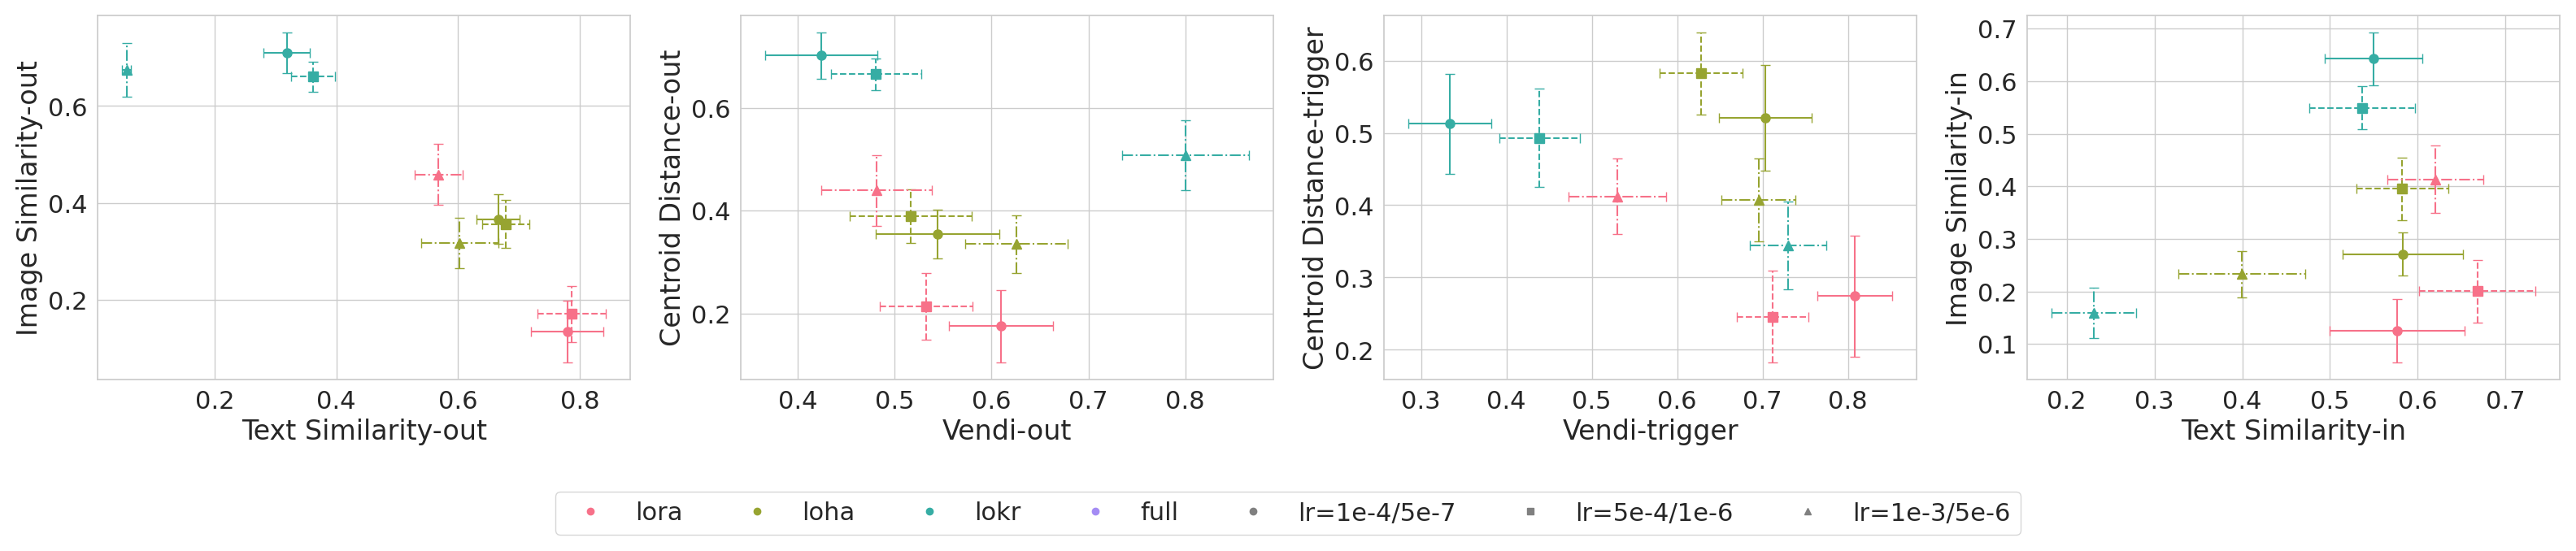 Image Similarity-out
0.6
0.4
0.2
0.2 0.4 0.6 0.8
Text Similarity-out
Centroid Distance-out
0.6
0.4
0.2
0.4 0.5 0.6 0.7 0.8
Vendi-out
Centroid Distance-trigger
0.6
0.5
0.4
0.3
0.2
0.3 0.4 0.5 0.6 0.7 0.8
Vendi-trigger
Image Similarity-in
0.7
0.6
0.5
0.4
0.3
0.2
0.1
0.2 0.3 0.4 0.5 0.6 0.7
Text Similarity-in
lora loha lokr full lr=1e-4/5e-7 lr=5e-4/1e-6 lr=1e-3/5e-6